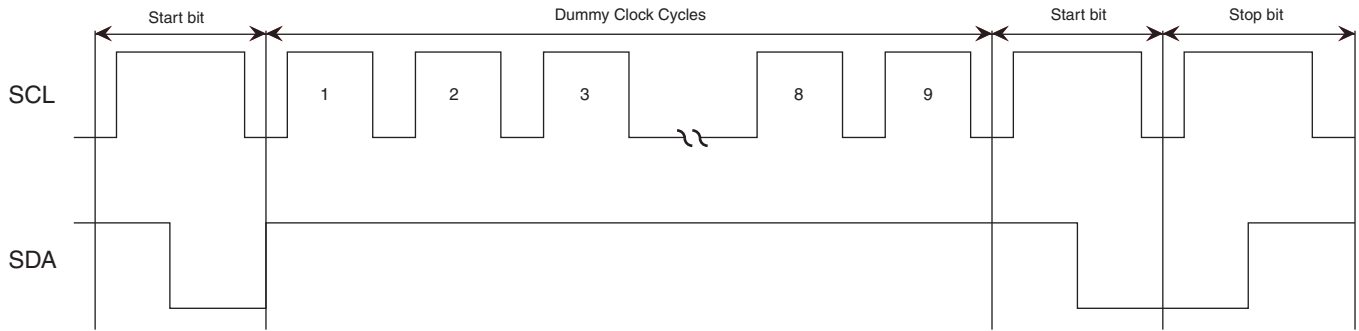 Start bit Dummy Clock Cycles Start bit Stop bit
SCL 1 2 3 8 9
SDA